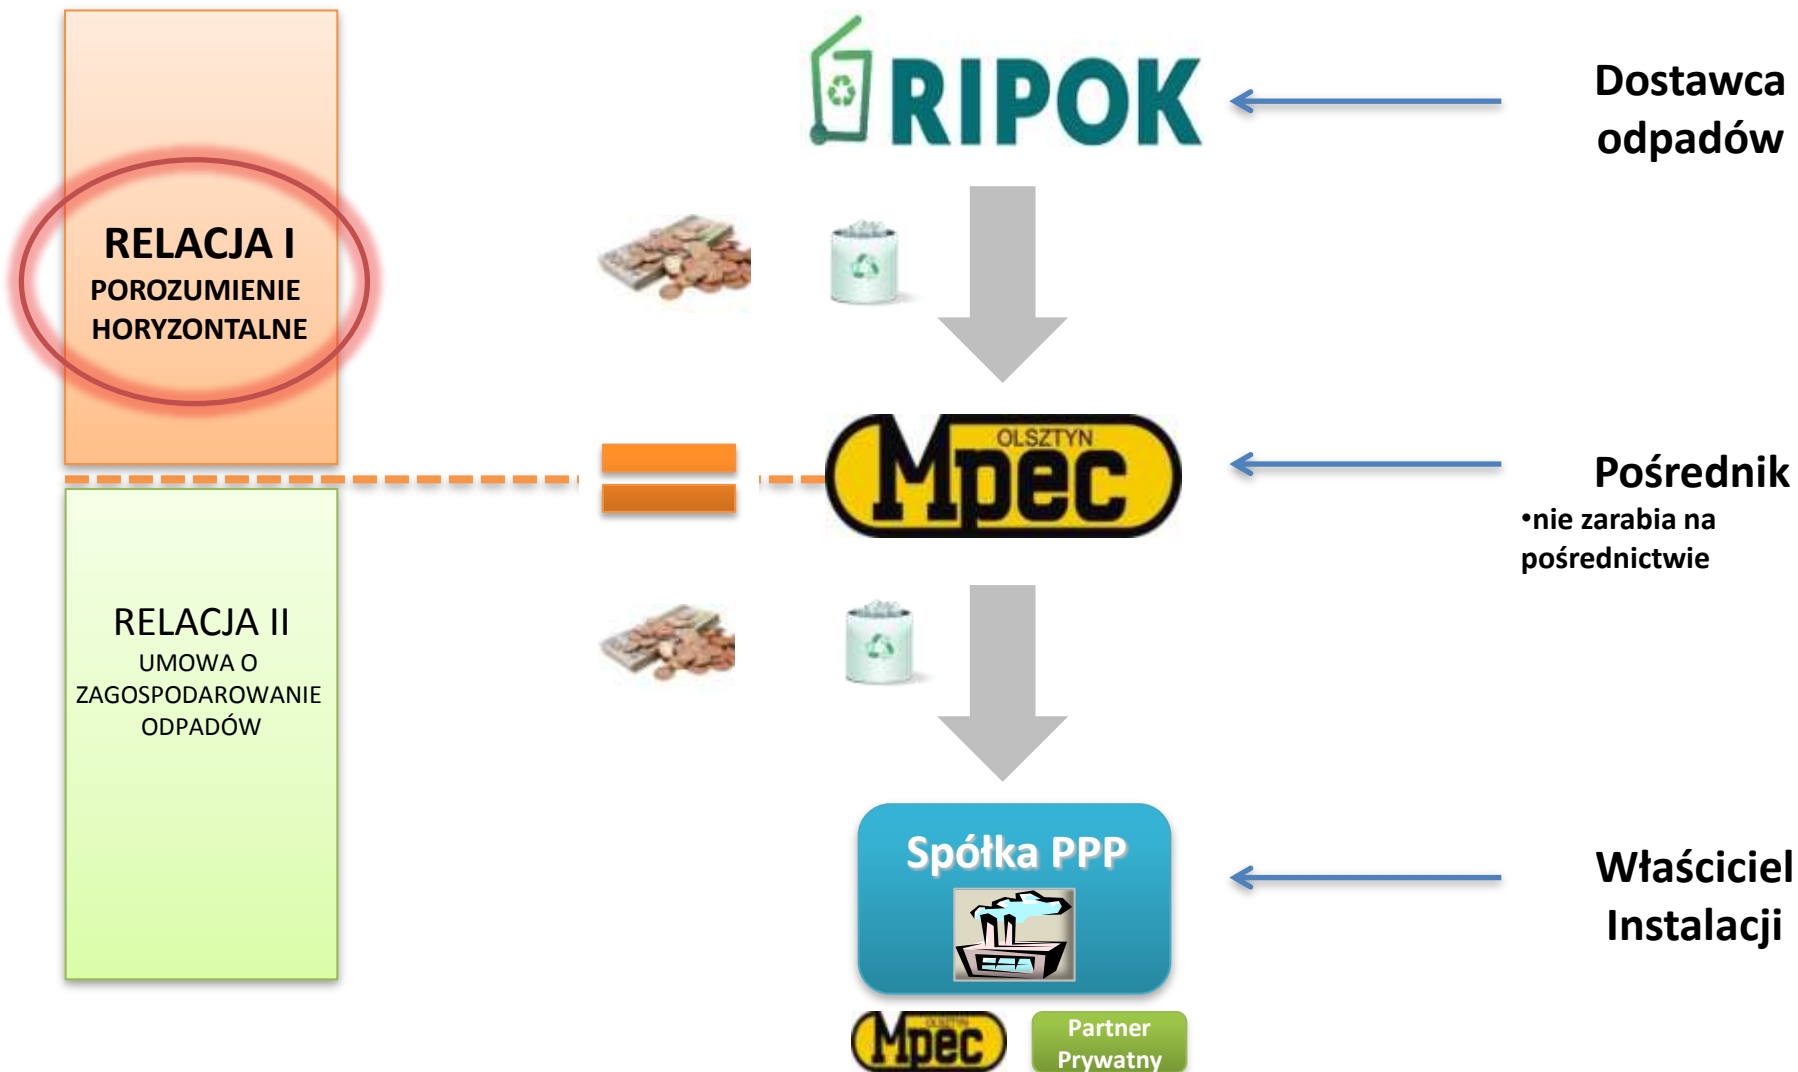 RIPOK
Dostawca
odpadów
RELACJA I
POROZUMIENIE
HORYZONTALNE
OLSZTYN
Mpec
Pośrednik
•nie zarabia na
pośrednictwie
RELACJA II
UMOWA O
ZAGOSPODAROWANIE
ODPADÓW
Spółka PPP
Właściciel
Instalacji
OLSZTYN
Mpec
Partner
Prywatny